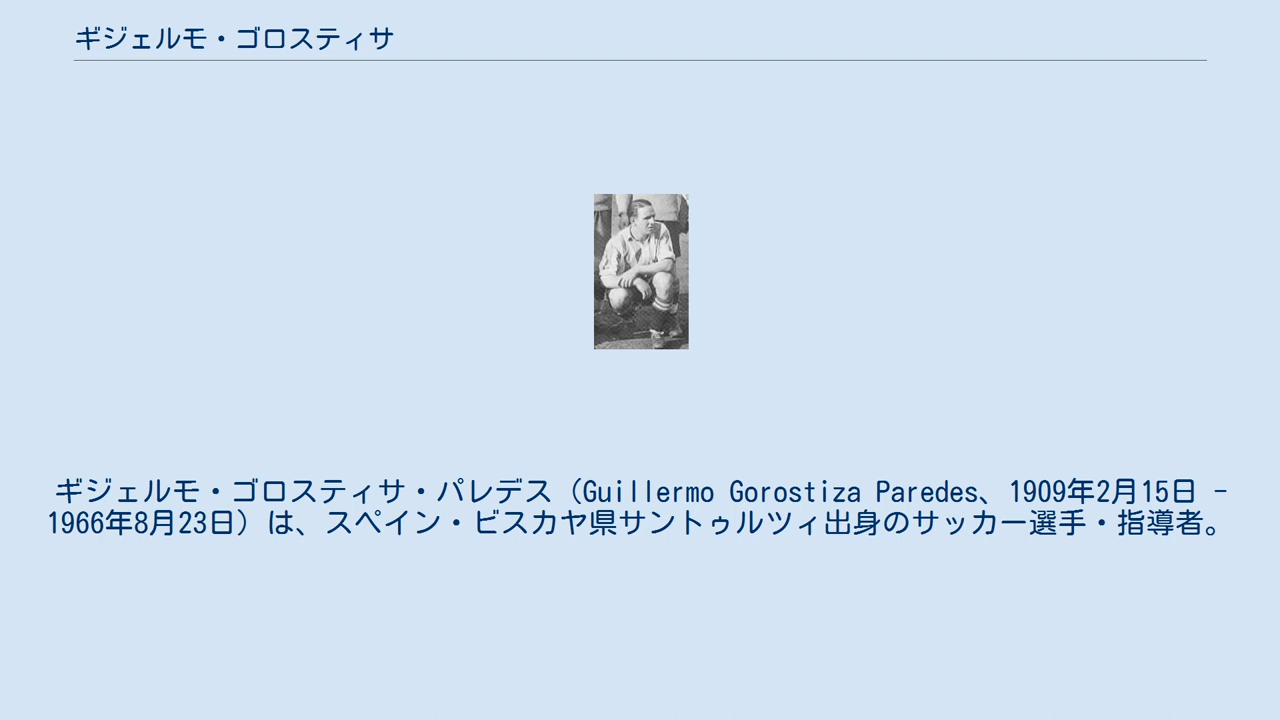 ギジェルモ・ゴロスティサ
ギジェルモ・ゴロスティサ・パレデス（Guillermo Gorostiza Paredes、1909年2月15日 -
1966年8月23日）は、スペイン・ビスカヤ県サントゥルツィ出身のサッカー選手・指導者。